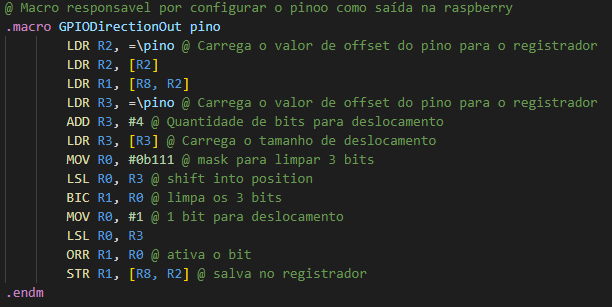 @ Macro responsavel por configurar o pinoo como saída na raspberry
.macro GPIODirectionOut pino
LDR R2, =\pino @ Carrega o valor de offset do pino para o registrador
LDR R2, [R2]
LDR R1, [R8, R2]
LDR R3, =\pino @ Carrega o valor de offset do pino para o registrador
ADD R3, #4 @ Quantidade de bits para deslocamento
LDR R3, [R3] @ Carrega o tamanho de deslocamento
MOV R0, #0b111 @ mask para limpar 3 bits
LSL R0, R3 @ shift into position
BIC R1, R0 @ limpa os 3 bits
MOV R0, #1 @ 1 bit para deslocamento
LSL R0, R3
ORR R1, R0 @ ativa o bit
STR R1, [R8, R2] @ salva no registrador
.endm